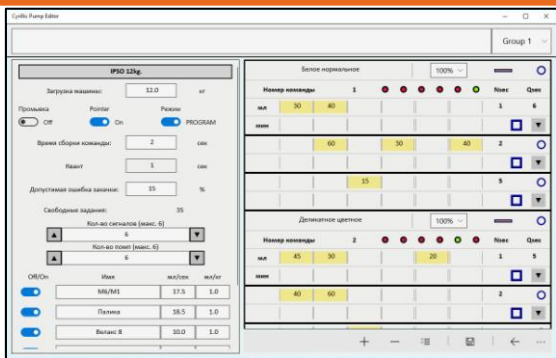 Cyrillic Pump Editor
Group 1
IPSO 12kg.
Загрузка машины: 12.0 кг
Промывка Pointer Режим
Off On PROGRAM
Время сборки команды: 2 сек
Квант 1 сек
Допустимая ошибка закачки: 15 %
Свободные задания: 35
Кол-во сигналов (макс. 6)
6
Кол-во помп (макс. 6)
6
Off/On Имя мл/сек мл/кг
М6/М1 17.5 1.0
Палина 18.5 1.0
Веланс 8 10.0 1.0
Белое нормальное 100%
Номер команды 1 Nsec Qsec
мл 30 40 1 6
мин
60 30 40 2
15 5
Деликатное цветное 100%
Номер команды 2 Nsec Qsec
мл 45 30 20 1 5
мин
40 60 2